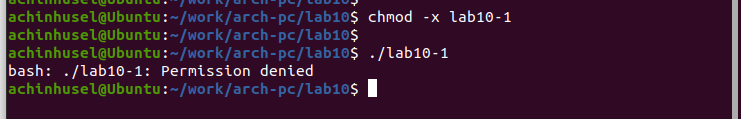 achinhusel@Ubuntu:~/work/arch-pc/lab10$ chmod -x lab10-1
achinhusel@Ubuntu:~/work/arch-pc/lab10$
achinhusel@Ubuntu:~/work/arch-pc/lab10$ ./lab10-1
bash: ./lab10-1: Permission denied
achinhusel@Ubuntu:~/work/arch-pc/lab10$